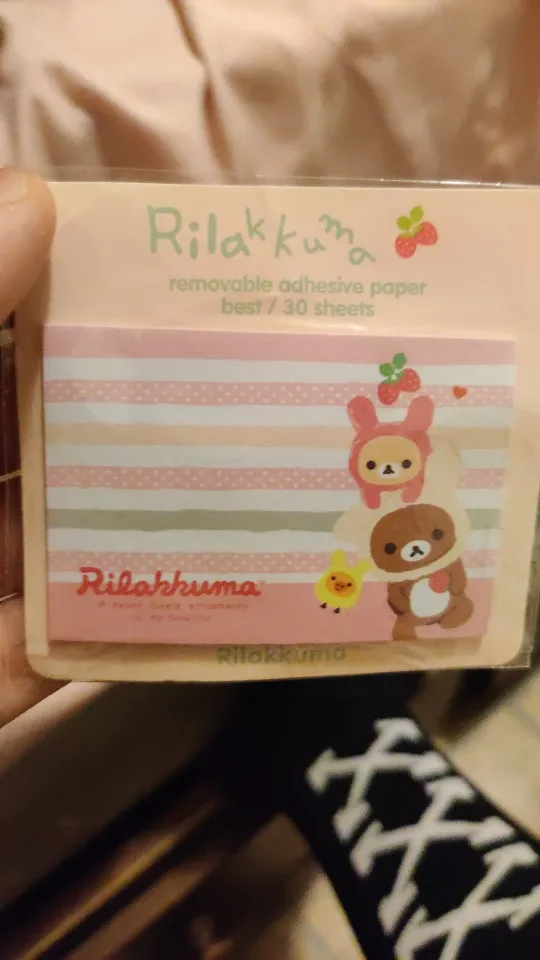 Rilakkuma
removable adhesive paper
best / 30 sheets
Rilakkuma
Rilakkuma